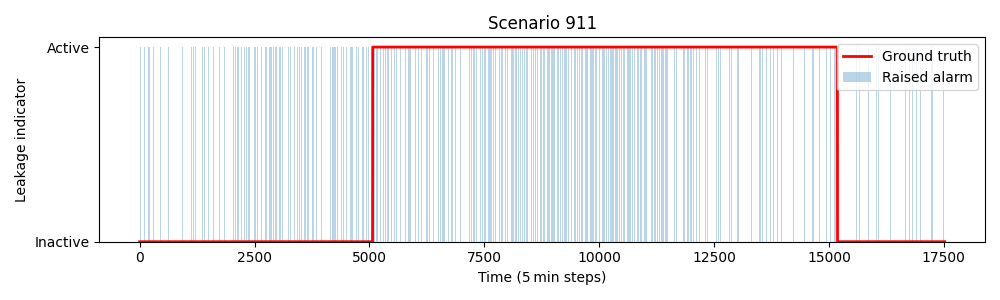 Scenario 911
Active
Inactive
Leakage indicator
Ground truth
Raised alarm
0 2500 5000 7500 10000 12500 15000 17500
Time (5 min steps)